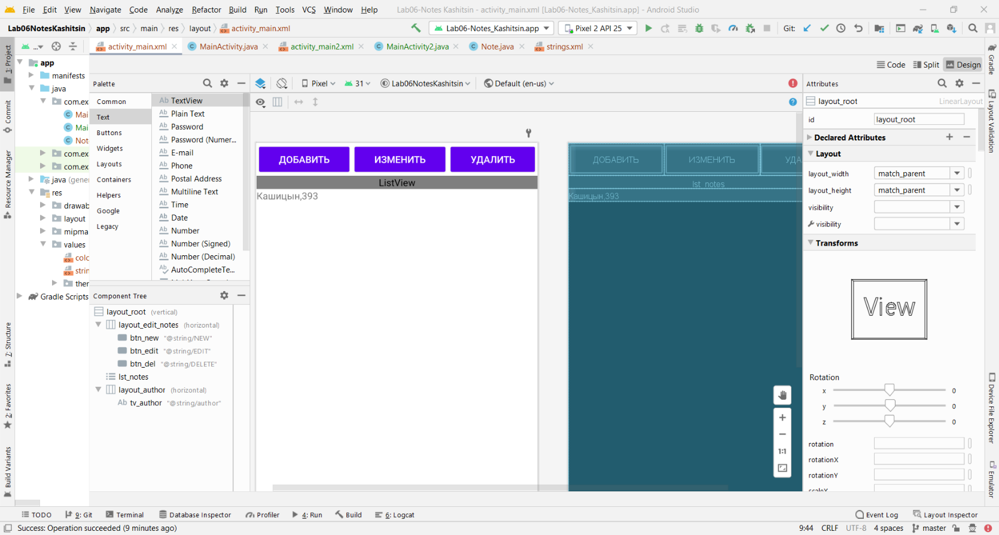 File Edit View Navigate Code Analyze Refactor Build Run Tools VCS Window Help Lab06-Notes Kashitsin - activity_main.xml [Lab06-Notes_Kashitsin.app] - Android Studio
Lab06NotesKashitsin app src main res layout activity_main.xml Lab06-Notes_Kashitsin.app Pixel 2 API 25 Git:
activity_main.xml MainActivity.java activity_main2.xml MainActivity2.java Note.java strings.xml
Code Split Design
1: Project
Commit
Resource Manager
7: Structure
2: Favorites
Build Variants
...
app
manifests
java
com.ex
Mai
Mai
Not
com.ex
com.ex
java (gene
res
drawab
layout
mipma
values
colc
strin
ther
Gradle Scripts
Palette
Common
Text
Buttons
Widgets
Layouts
Containers
Helpers
Google
Legacy
Ab TextView
Ab Plain Text
Ab Password
Ab Password (Numer...
Ab E-mail
Ab Phone
Ab Postal Address
Ab Multiline Text
Ab Time
Ab Date
Ab Number
Ab Number (Signed)
Ab Number (Decimal)
Ab AutoCompleteTe...
Component Tree
layout_root (vertical)
layout_edit_notes (horizontal)
btn_new "@string/NEW"
btn_edit "@string/EDIT"
btn_del "@string/DELETE"
lst_notes
layout_author (horizontal)
Ab tv_author "@string/author"
Pixel 31 Lab06NotesKashitsin Default (en-us)
ДОБАВИТЬ ИЗМЕНИТЬ УДАЛИТЬ
ListView
Кашицын,393
ДОБАВИТЬ ИЗМЕНИТЬ УДА
lst_notes
Кашицын,393
1:1
Attributes
layout_root LinearLayout
id layout_root
Declared Attributes
Layout
layout_width match_parent
layout_height match_parent
visibility
visibility
Transforms
View
Rotation
x 0
y 0
z 0
rotation
rotationX
rotationY
scaleX
Gradle
Layout Validation
Device File Explorer
Emulator
TODO 9: Git Terminal Database Inspector Profiler 4: Run Build 6: Logcat Event Log Layout Inspector
Success: Operation succeeded (9 minutes ago) 9:44 CRLF UTF-8 4 spaces master